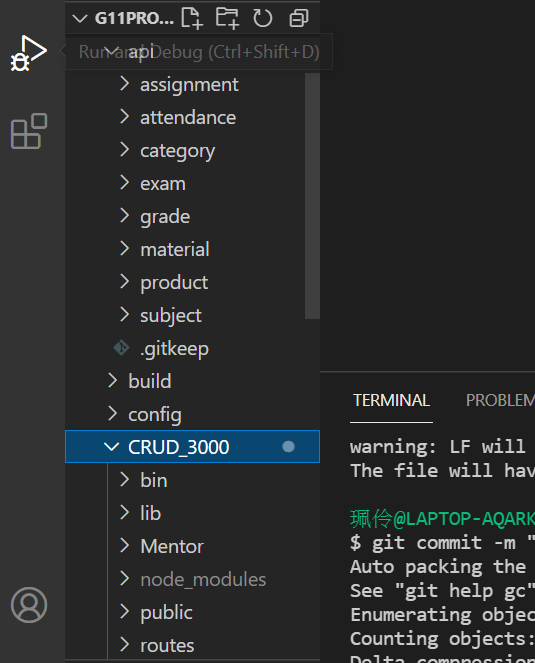 G11PRO...
api
Run and Debug (Ctrl+Shift+D)
assignment
attendance
category
exam
grade
material
product
subject
.gitkeep
build
config
CRUD_3000
bin
lib
Mentor
node_modules
public
routes
TERMINAL PROBLEM
warning: LF will
The file will hav
珮伶@LAPTOP-AQARK
$ git commit -m "
Auto packing the
See "git help gc"
Enumerating objec
Counting objects:
Delta compression